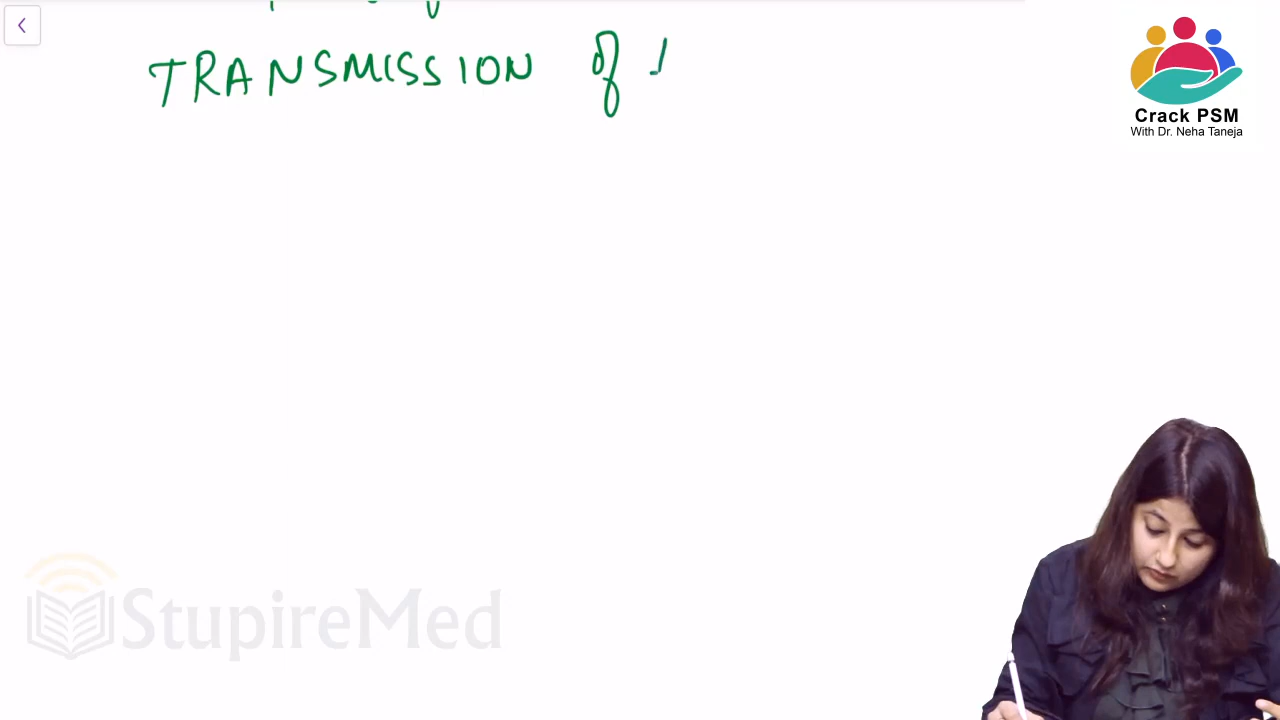 TRANSMISSION of
Crack PSM
With Dr. Neha Taneja
StupireMed